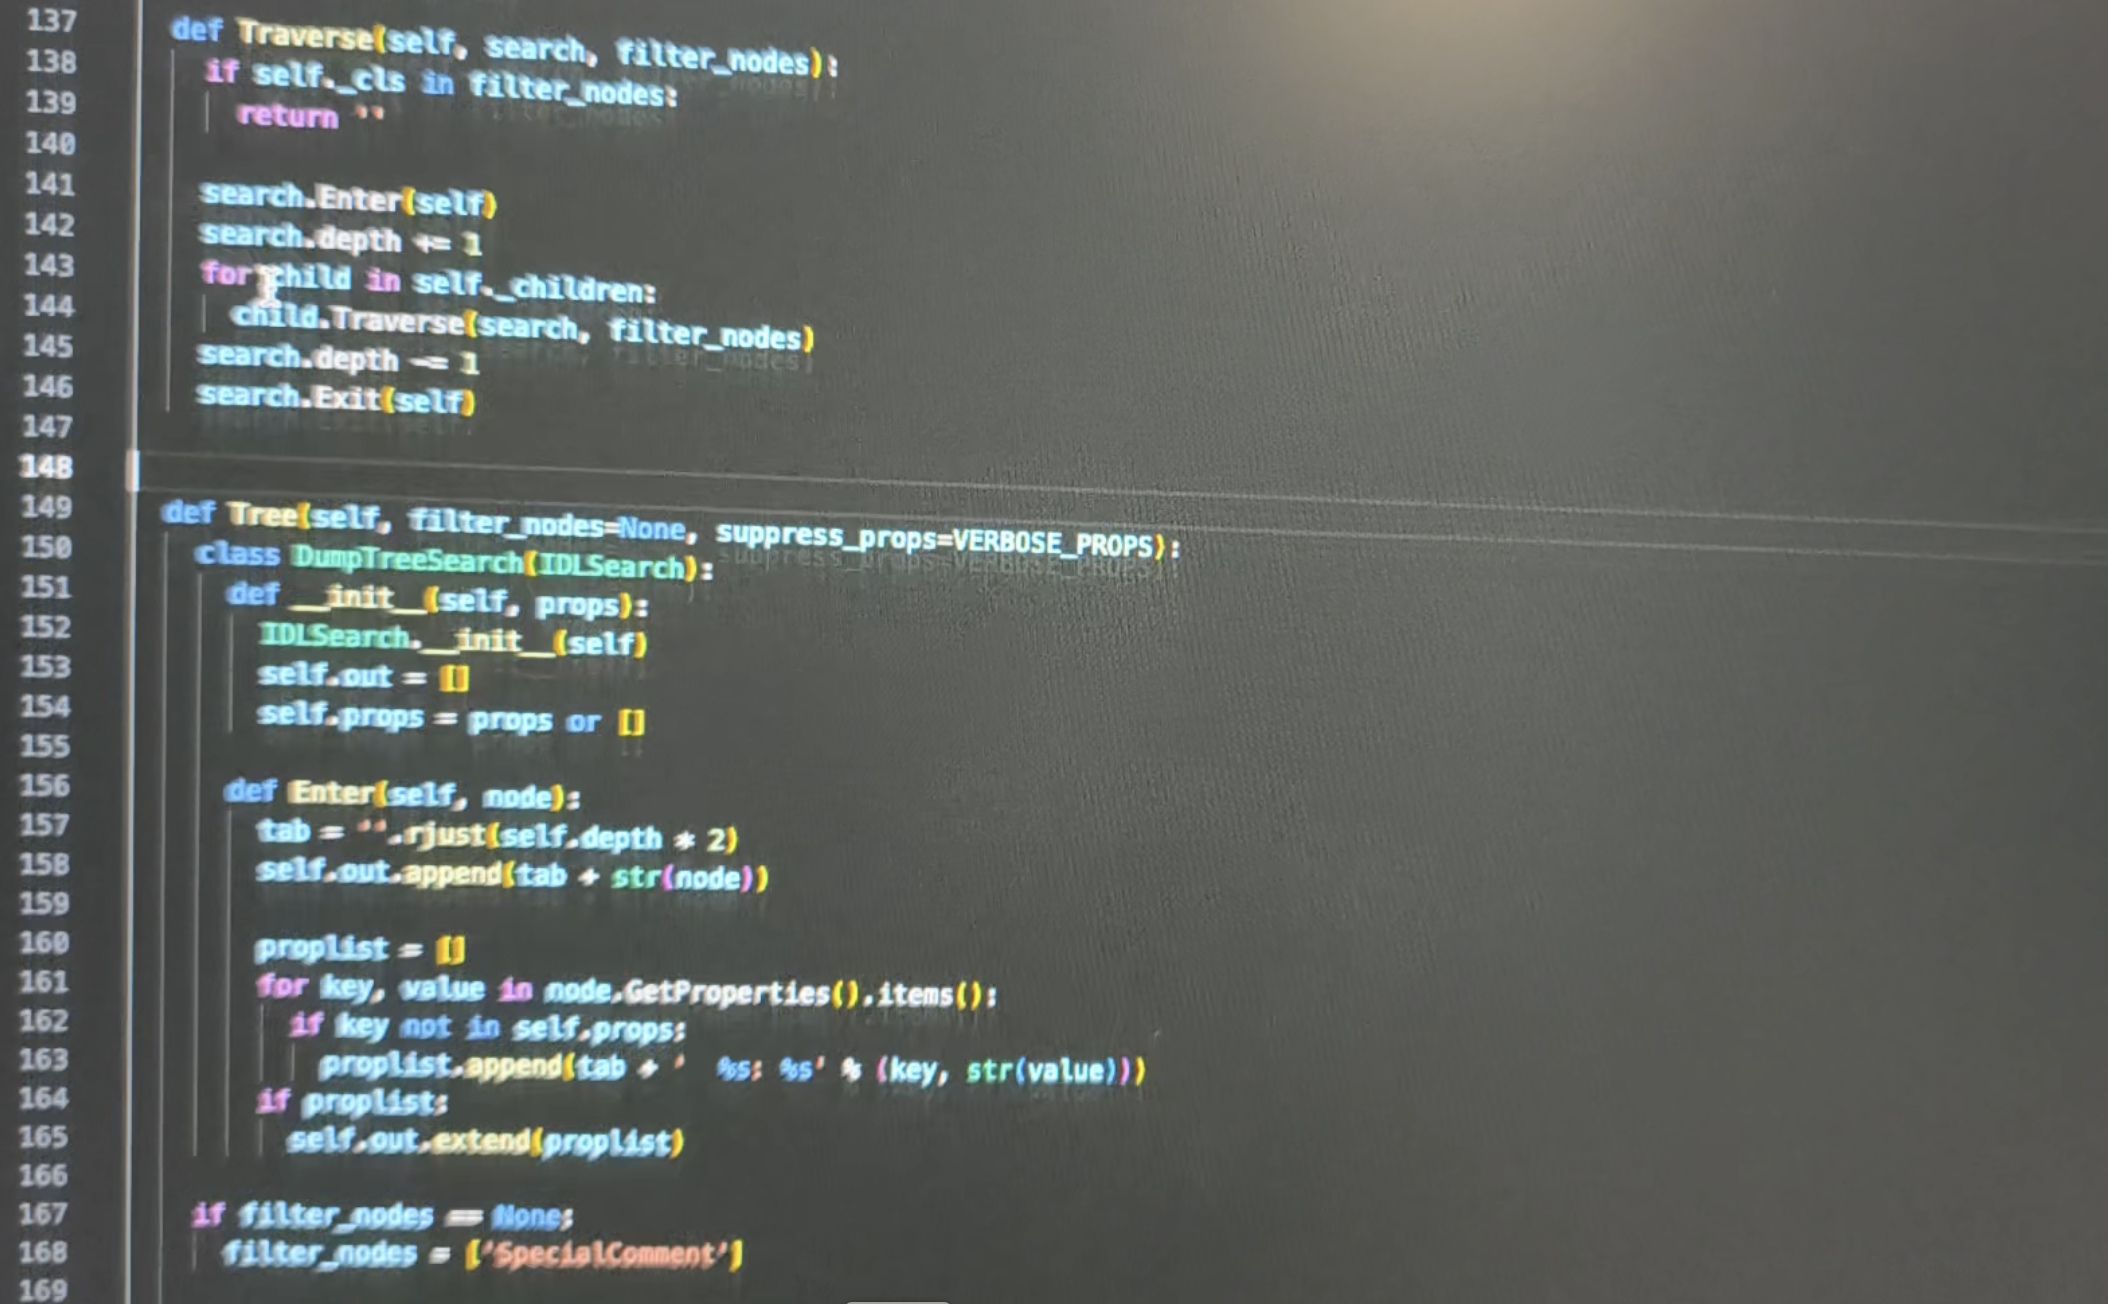 137 def Traverse(self, search, filter_nodes):
138 if self._cls in filter_nodes:
139 return ''
140
141 search.Enter(self)
142 search.depth += 1
143 for child in self._children:
144 child.Traverse(search, filter_nodes)
145 search.depth -= 1
146 search.Exit(self)
147
148
149 def Tree(self, filter_nodes=None, suppress_props=VERBOSE_PROPS):
150 class DumpTreeSearch(IDLSearch):
151 def __init__(self, props):
152 IDLSearch.__init__(self)
153 self.out = []
154 self.props = props or []
155
156 def Enter(self, node):
157 tab = ''.rjust(self.depth * 2)
158 self.out.append(tab + str(node))
159
160 proplist = []
161 for key, value in node.GetProperties().items():
162 if key not in self.props:
163 proplist.append(tab + '  %s: %s' % (key, str(value)))
164 if proplist:
165 self.out.extend(proplist)
166
167 if filter_nodes == None:
168 filter_nodes = ['SpecialComment']
169